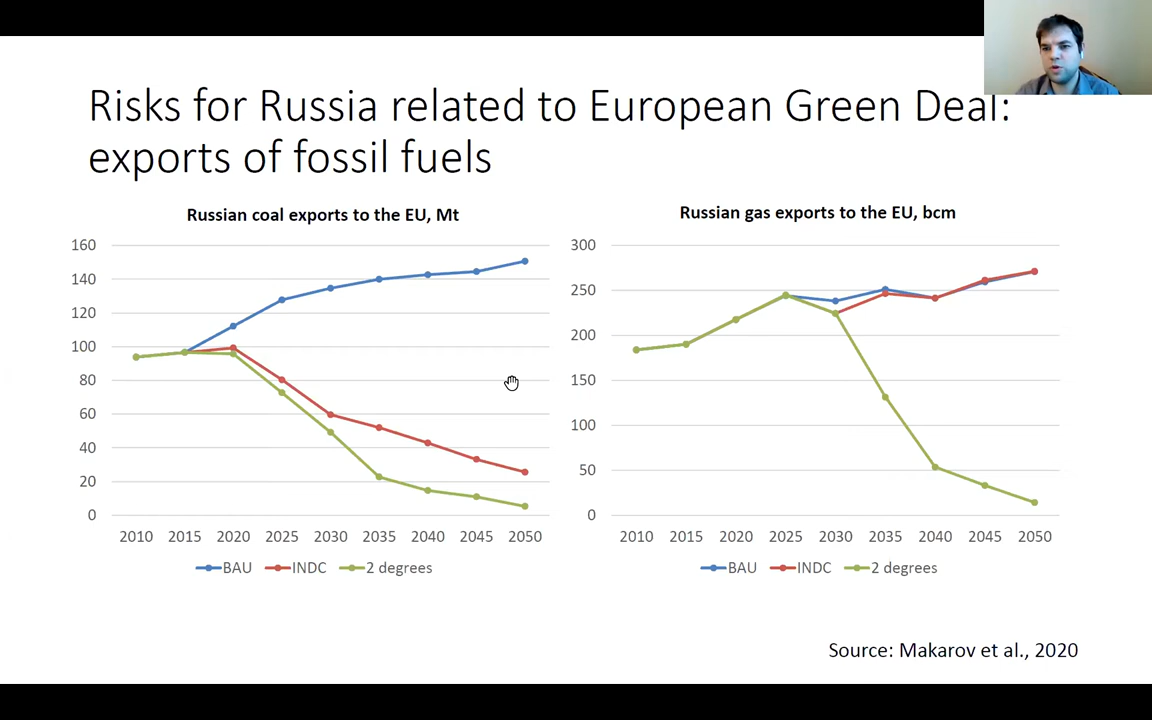 Risks for Russia related to European Green Deal:
exports of fossil fuels
Russian coal exports to the EU, Mt
160
140
120
100
80
60
40
20
0
2010 2015 2020 2025 2030 2035 2040 2045 2050
BAU INDC 2 degrees
Russian gas exports to the EU, bcm
300
250
200
150
100
50
0
2010 2015 2020 2025 2030 2035 2040 2045 2050
BAU INDC 2 degrees
Source: Makarov et al., 2020